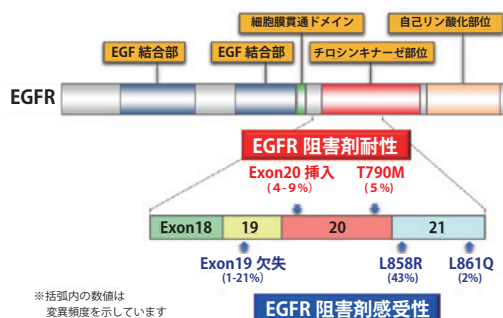 細胞膜貫通ドメイン
自己リン酸化部位
EGF 結合部
EGF 結合部
チロシンキナーゼ部位
EGFR
EGFR 阻害剤耐性
Exon20 挿入
(4-9%)
T790M
(5%)
Exon18
19
20
21
Exon19 欠失
(1-21%)
L858R
(43%)
L861Q
(2%)
※括弧内の数値は
変異頻度を示しています
EGFR 阻害剤感受性